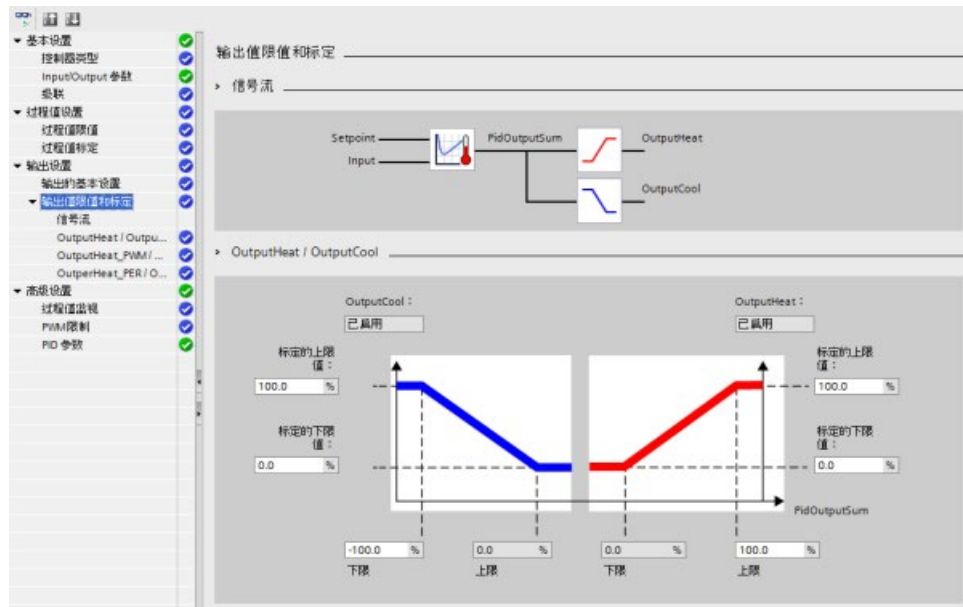 基本设置
控制器类型
Input/Output 参数
级联
过程值设置
过程值限值
过程值标定
输出设置
输出的基本设置
输出值限值和标定
信号流
OutputHeat / Outpu...
OutputHeat_PWM / ...
OutperHeat_PER / O...
高级设置
过程值监视
PWM限制
PID 参数
输出值限值和标定
信号流
Setpoint
Input
PidOutputSum
OutputHeat
OutputCool
OutputHeat / OutputCool
OutputCool：
已启用
OutputHeat：
已启用
标定的上限
值：
100.0 %
标定的下限
值：
0.0 %
标定的上限
值：
100.0 %
标定的下限
值：
0.0 %
PidOutputSum
-100.0 %
下限
0.0 %
上限
0.0 %
下限
100.0 %
上限